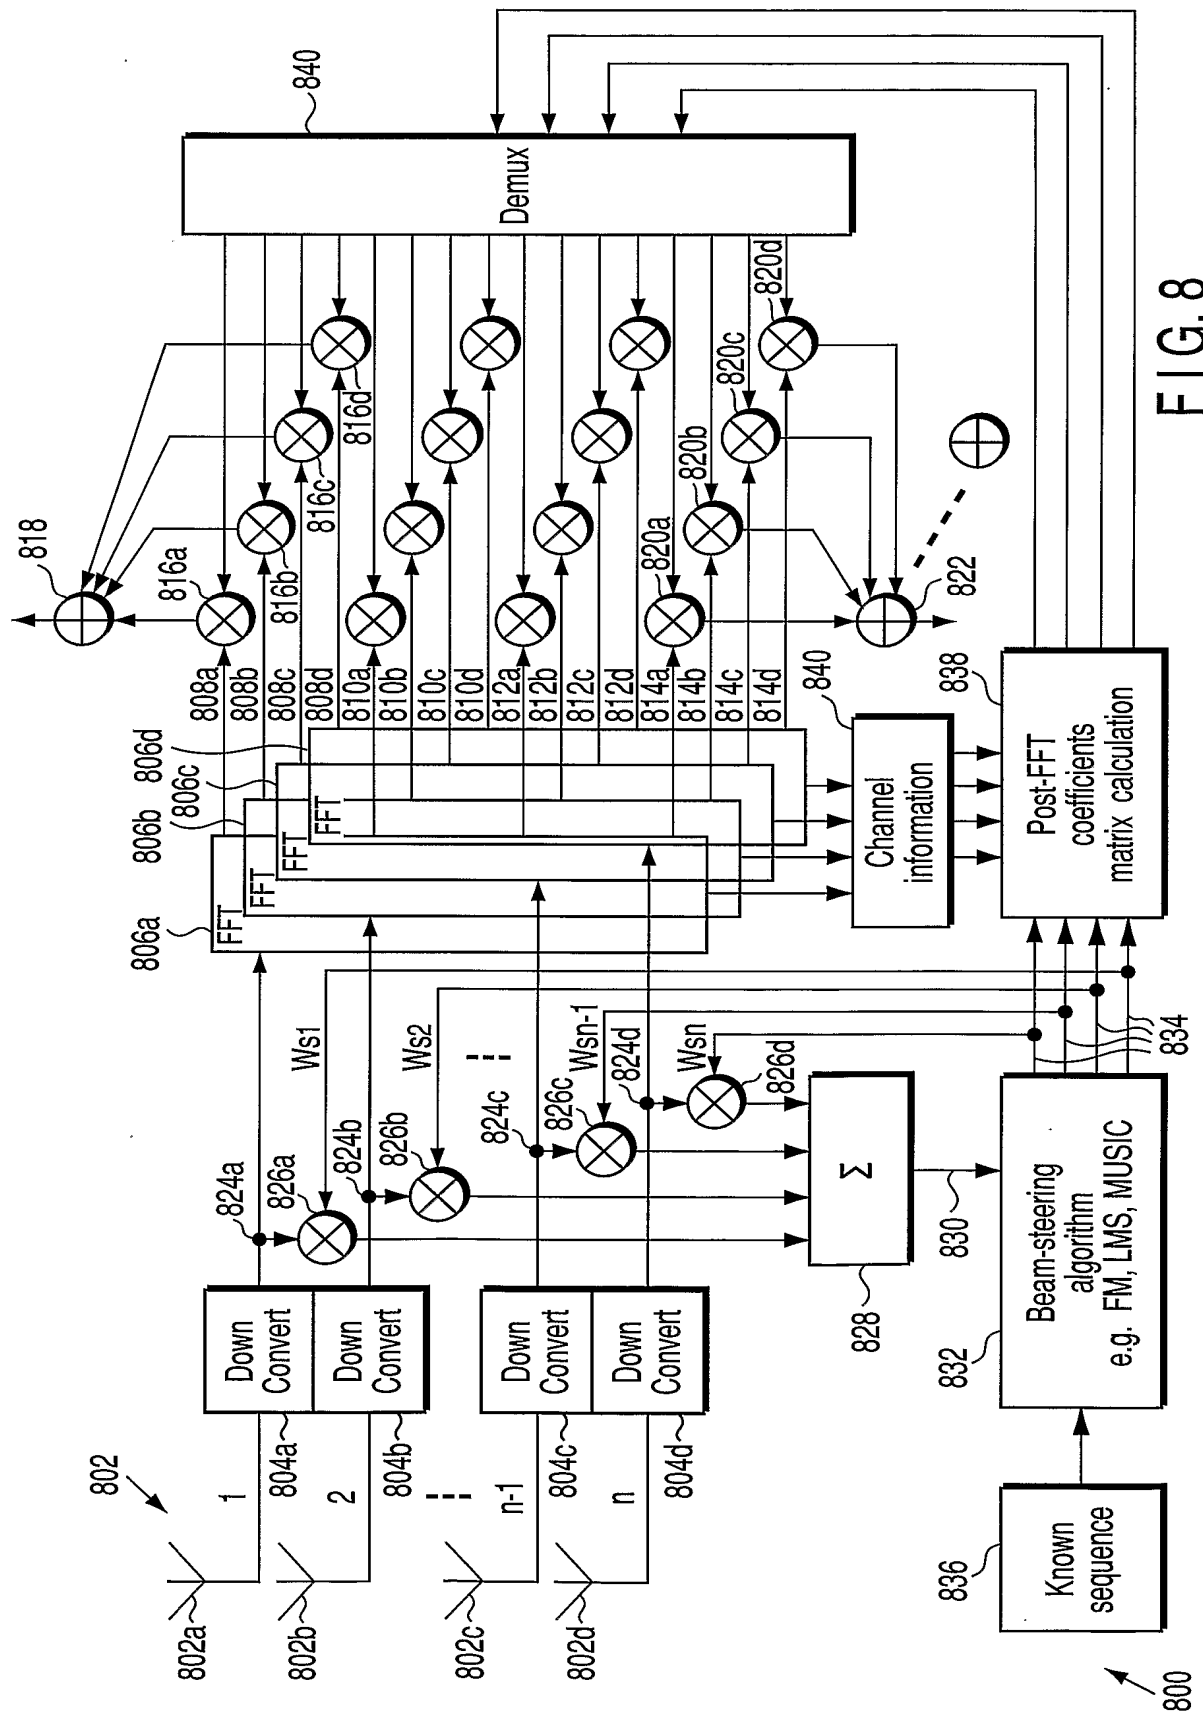 802
802a
802b
802c
802d
1
2
n-1
n
804a
804b
804c
804d
Down
Convert
Down
Convert
Down
Convert
Down
Convert
824a
826a
824b
826b
824c
826c
824d
826d
Ws1
Ws2
Wsn-1
Wsn
806a
806b
806c
806d
FFT
FFT
FFT
FFT
808a
808b
808c
808d
810a
810b
810c
810d
812a
812b
812c
812d
814a
814b
814c
814d
816a
816b
816c
816d
818
820a
820b
820c
820d
822
Demux
840
Σ
828
830
Channel
information
840
Known
sequence
836
Beam-steering
algorithm
e.g. FM, LMS, MUSIC
832
834
Post-FFT
coefficients
matrix calculation
838
800
FIG. 8